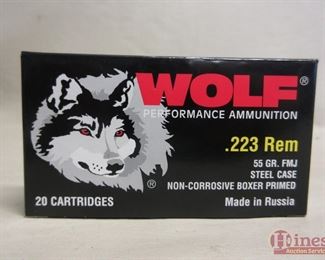 WOLF®
PERFORMANCE AMMUNITION
.223 Rem
55 GR. FMJ
STEEL CASE
NON-CORROSIVE BOXER PRIMED
®
20 CARTRIDGES
Made in Russia
Hines
Auction Service